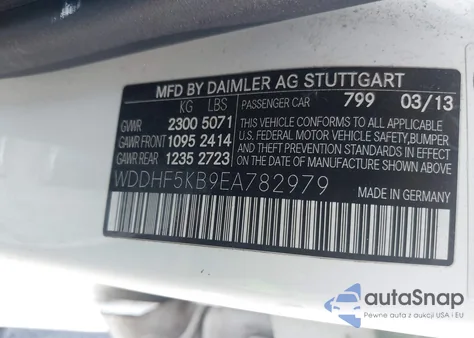 MFD BY DAIMLER AG STUTTGART
KG LBS PASSENGER CAR 799 03/13
GVWR 2300 5071
GAWR FRONT 1095 2414
GAWR REAR 1235 2723
THIS VEHICLE CONFORMS TO ALL APPLICABLE
U.S. FEDERAL MOTOR VEHICLE SAFETY,BUMPER
AND THEFT PREVENTION STANDARDS IN EFFECT
ON THE DATE OF MANUFACTURE SHOWN ABOVE.
WDDHF5KB9EA782979
MADE IN GERMANY
autoSnap
Pewne auta z aukcji USA i EU